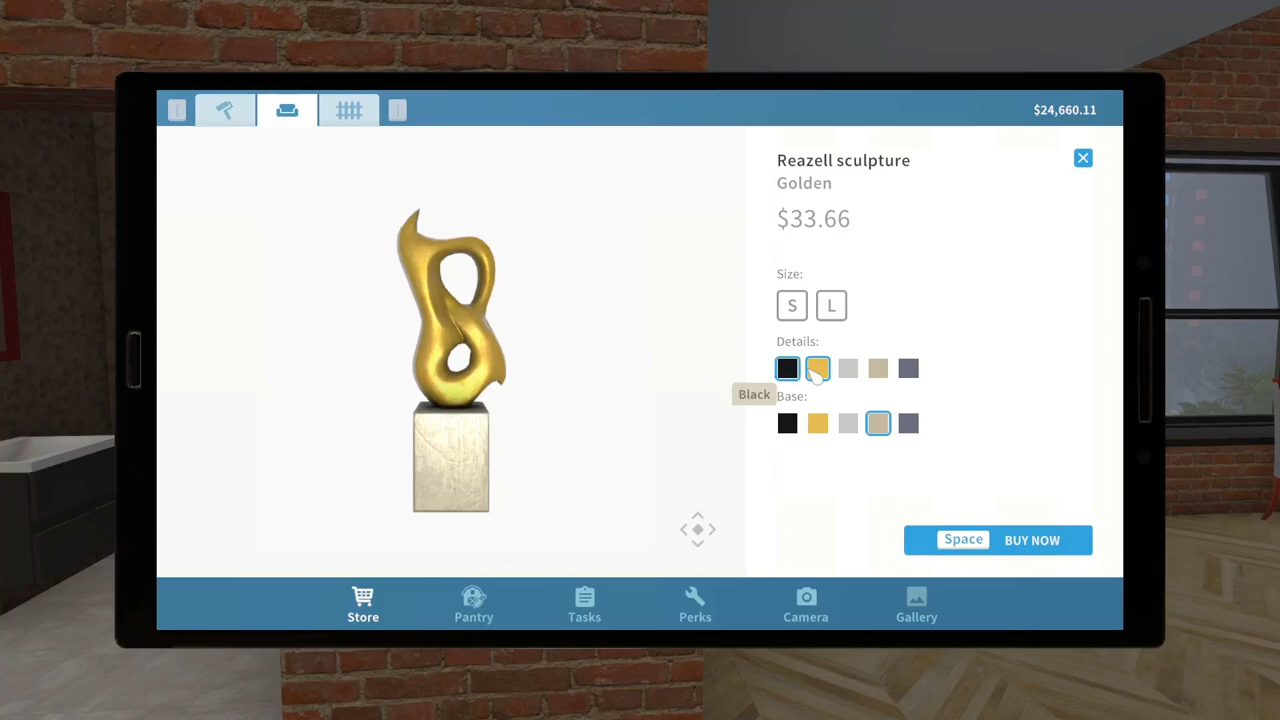 $24,660.11
Reazell sculpture
Golden
$33.66
Size:
S L
Details:
Black
Base:
Space BUY NOW
Store Pantry Tasks Perks Camera Gallery